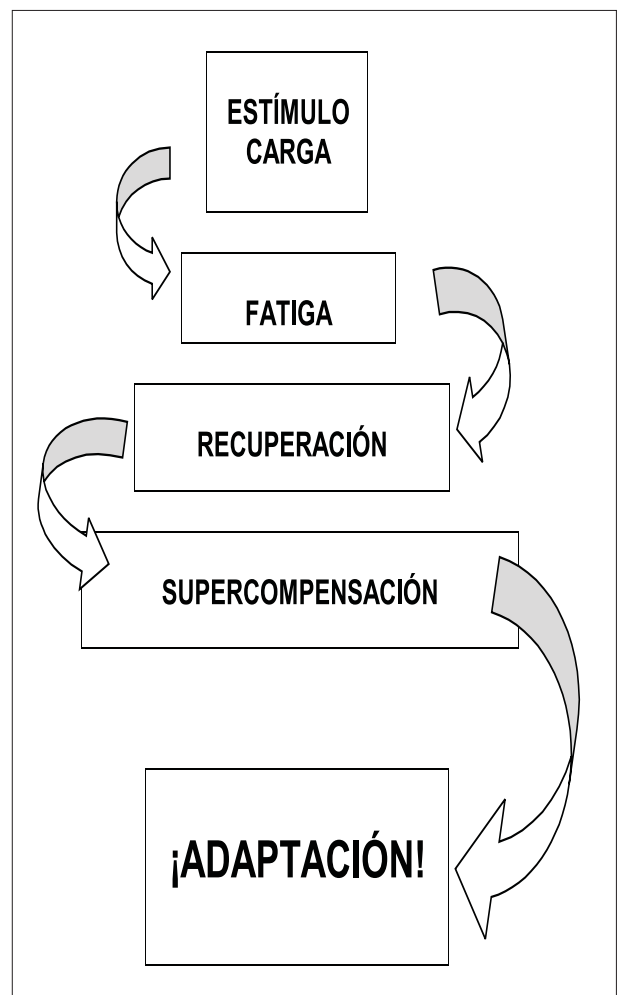 ESTÍMULO
CARGA
FATIGA
RECUPERACIÓN
SUPERCOMPENSACIÓN
¡ADAPTACIÓN!